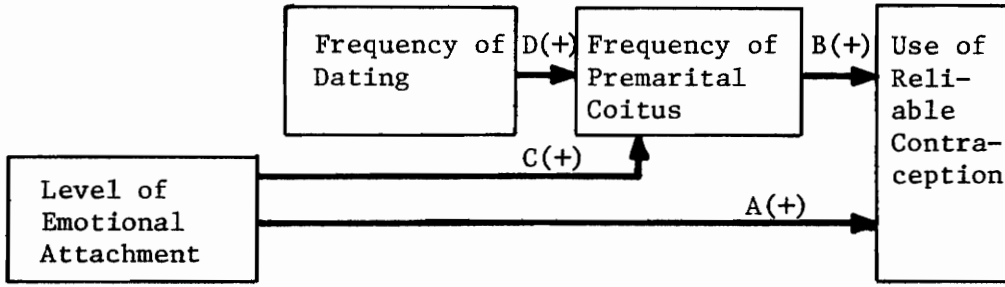 Frequency of
Dating
D(+)
Frequency of
Premarital
Coitus
B(+)
Use of
Reli-
able
Contra-
ception
C(+)
Level of
Emotional
Attachment
A(+)